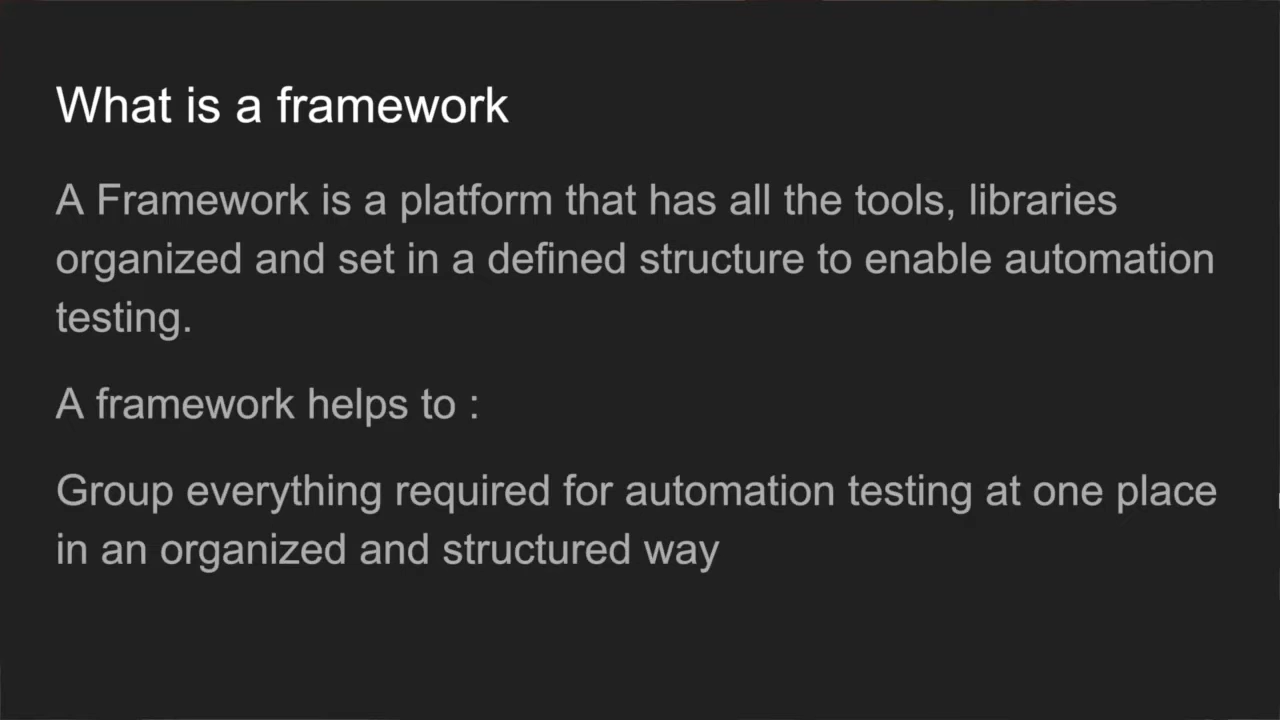 What is a framework
A Framework is a platform that has all the tools, libraries
organized and set in a defined structure to enable automation
testing.
A framework helps to :
Group everything required for automation testing at one place
in an organized and structured way